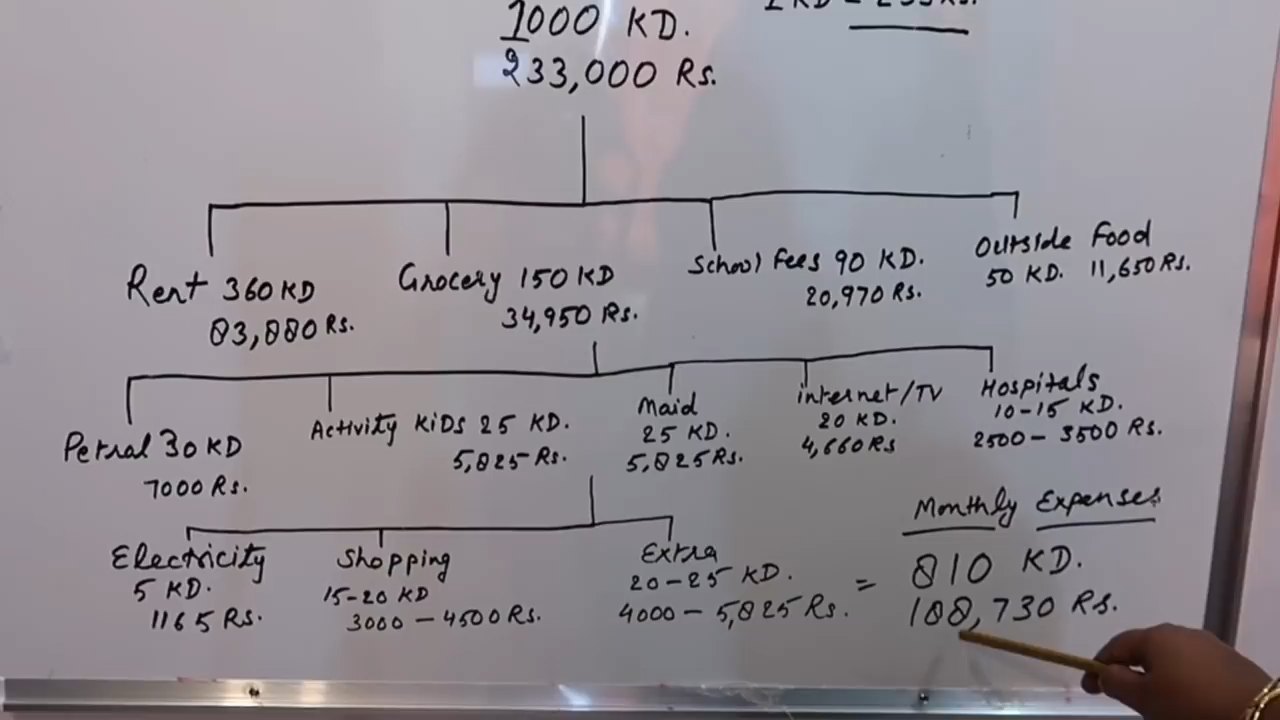 1000 KD.
233,000 Rs.
Rent 360 KD
83,880 Rs.
Grocery 150 KD
34,950 Rs.
School Fees 90 KD.
20,970 Rs.
Outside Food
50 KD. 11,650 Rs.
Petral 30 KD
7000 Rs.
Activity Kids 25 KD.
5,825 Rs.
Maid
25 KD.
5,825 Rs.
internet/TV
20 KD.
4,660 Rs
Hospitals
10-15 KD.
2500 - 3500 Rs.
Electricity
5 KD.
1165 Rs.
Shopping
15-20 KD
3000 - 4500 Rs.
Extra
20-25 KD.
4000 - 5,825 Rs.
Monthly Expenses
= 810 KD.
188,730 Rs.